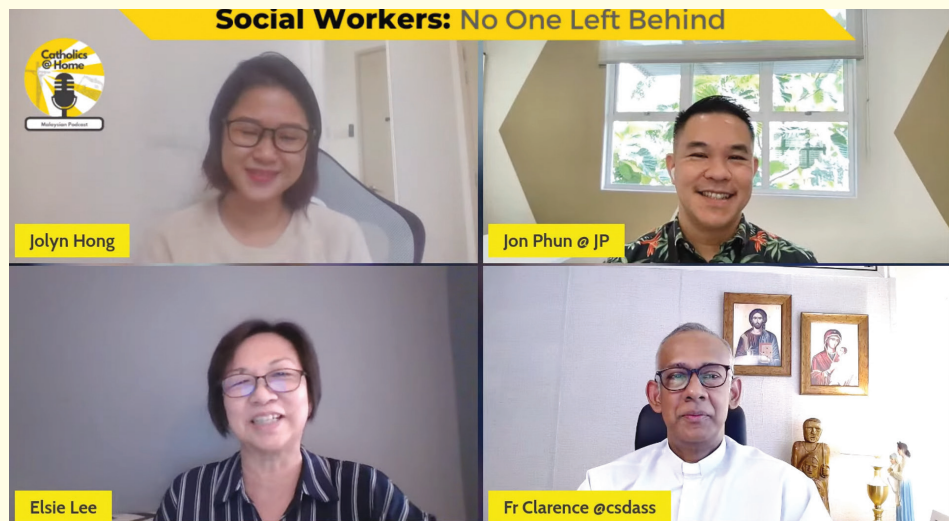 Social Workers: No One Left Behind
Catholics
@ Home
Malaysian Podcast
Jolyn Hong
Jon Phun @ JP
Elsie Lee
Fr Clarence @csdass